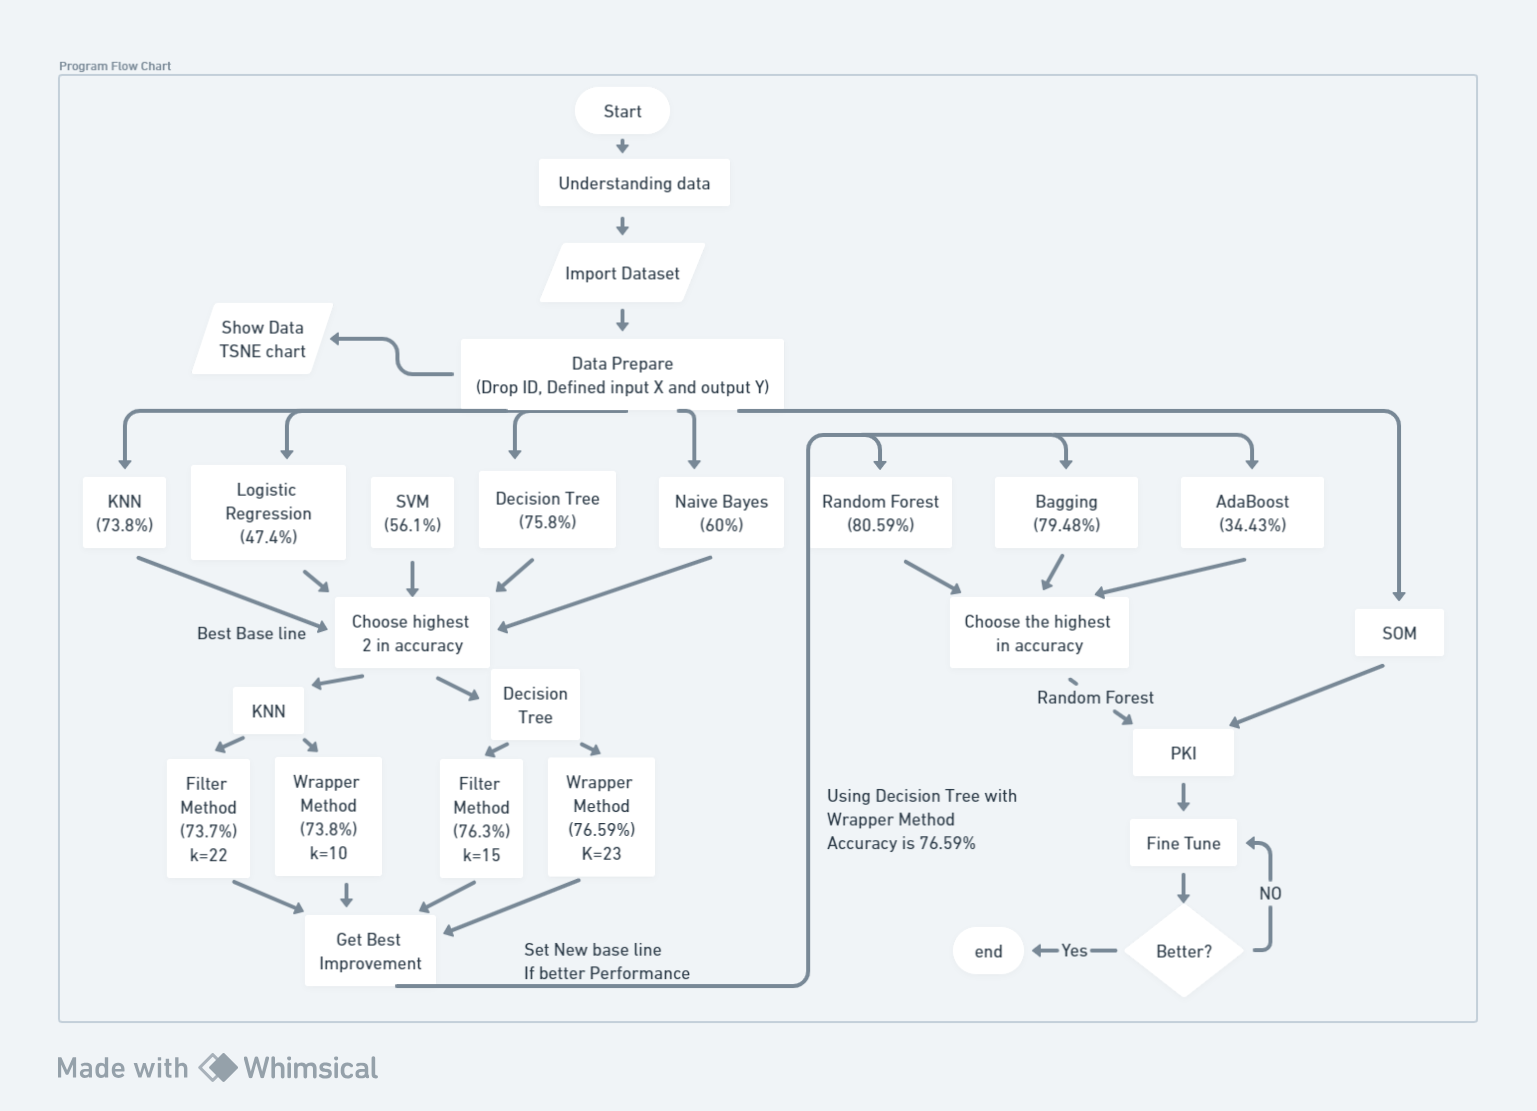 Program Flow Chart
Start
Understanding data
Import Dataset
Show Data
TSNE chart
Data Prepare
(Drop ID, Defined input X and output Y)
KNN
(73.8%)
Logistic
Regression
(47.4%)
SVM
(56.1%)
Decision Tree
(75.8%)
Naive Bayes
(60%)
Random Forest
(80.59%)
Bagging
(79.48%)
AdaBoost
(34.43%)
Best Base line
Choose highest
2 in accuracy
Choose the highest
in accuracy
SOM
KNN
Decision
Tree
Random Forest
PKI
Filter
Method
(73.7%)
k=22
Wrapper
Method
(73.8%)
k=10
Filter
Method
(76.3%)
k=15
Wrapper
Method
(76.59%)
K=23
Using Decision Tree with
Wrapper Method
Accuracy is 76.59%
Fine Tune
NO
Get Best
Improvement
Set New base line
If better Performance
end
Yes
Better?
Made with Whimsical